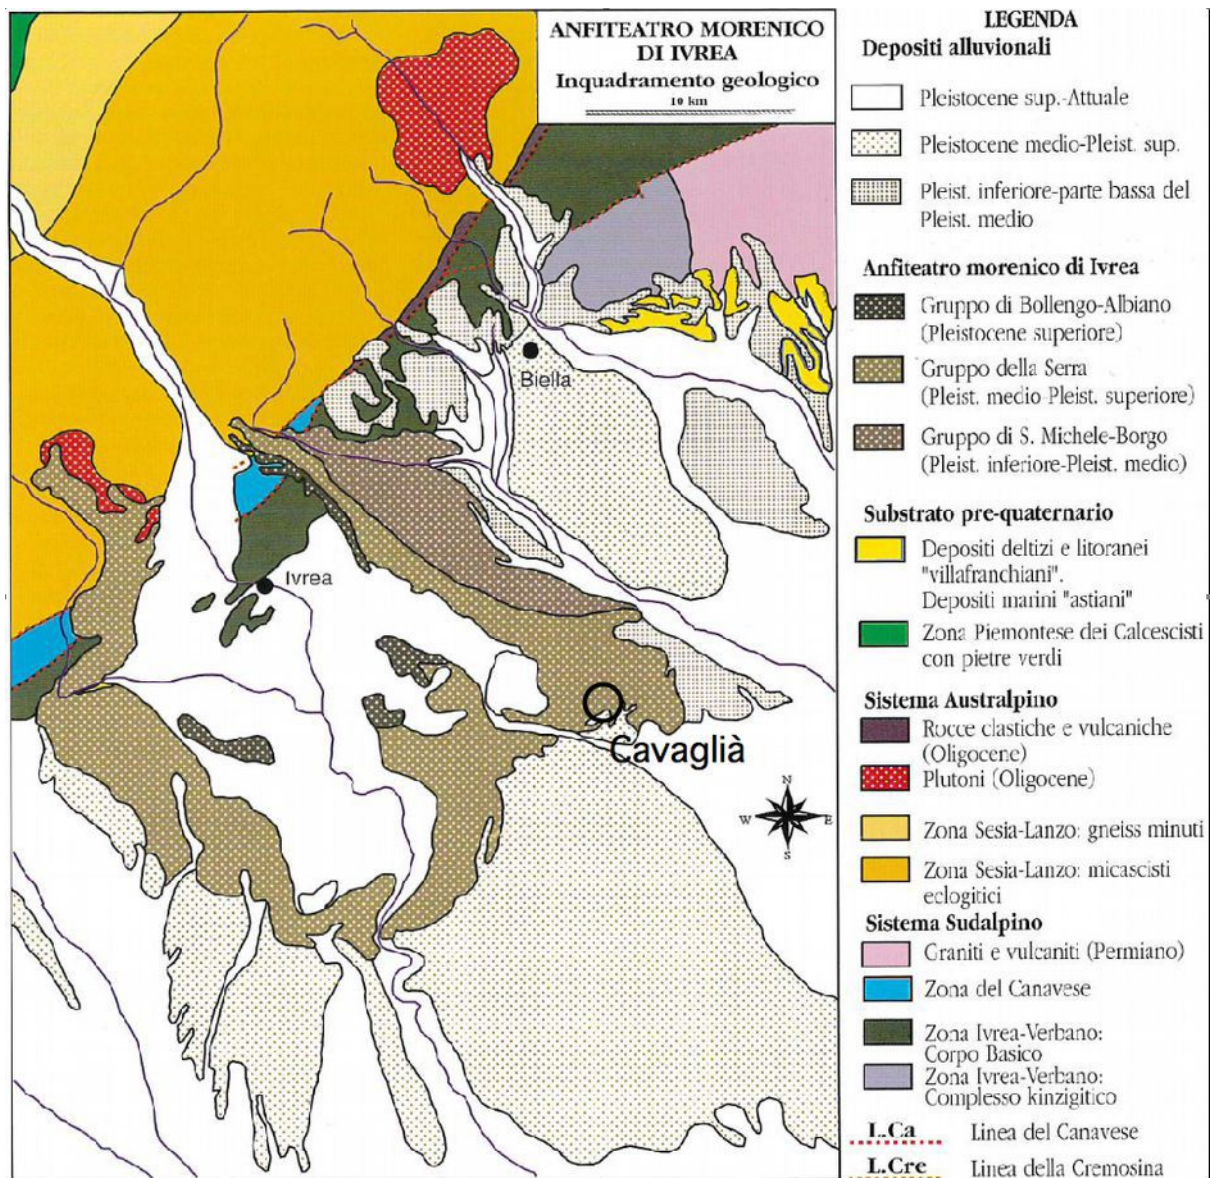 ANFITEATRO MORENICO
DI IVREA
Inquadramento geologico
10 km
Biella
Ivrea
Cavaglià
N
W
E
S
LEGENDA
Depositi alluvionali
Pleistocene sup.-Attuale
Pleistocene medio-Pleist. sup.
Pleist. inferiore-parte bassa del
Pleist. medio
Anfiteatro morenico di Ivrea
Gruppo di Bollengo-Albiano
(Pleistocene superiore)
Gruppo della Serra
(Pleist. medio-Pleist. superiore)
Gruppo di S. Michele-Borgo
(Pleist. inferiore-Pleist. medio)
Substrato pre-quaternario
Depositi deltizi e litoranei
"villafranchiani".
Depositi marini "astiani"
Zona Piemontese dei Calcescisti
con pietre verdi
Sistema Australpino
Rocce clastiche e vulcaniche
(Oligocene)
Plutoni (Oligocene)
Zona Sesia-Lanzo: gneiss minuti
Zona Sesia-Lanzo: micascisti
eclogitici
Sistema Sudalpino
Graniti e vulcaniti (Permiano)
Zona del Canavese
Zona Ivrea-Verbano:
Corpo Basico
Zona Ivrea-Verbano:
Complesso kinzigitico
L.Ca Linea del Canavese
L.Cre Linea della Cremosina